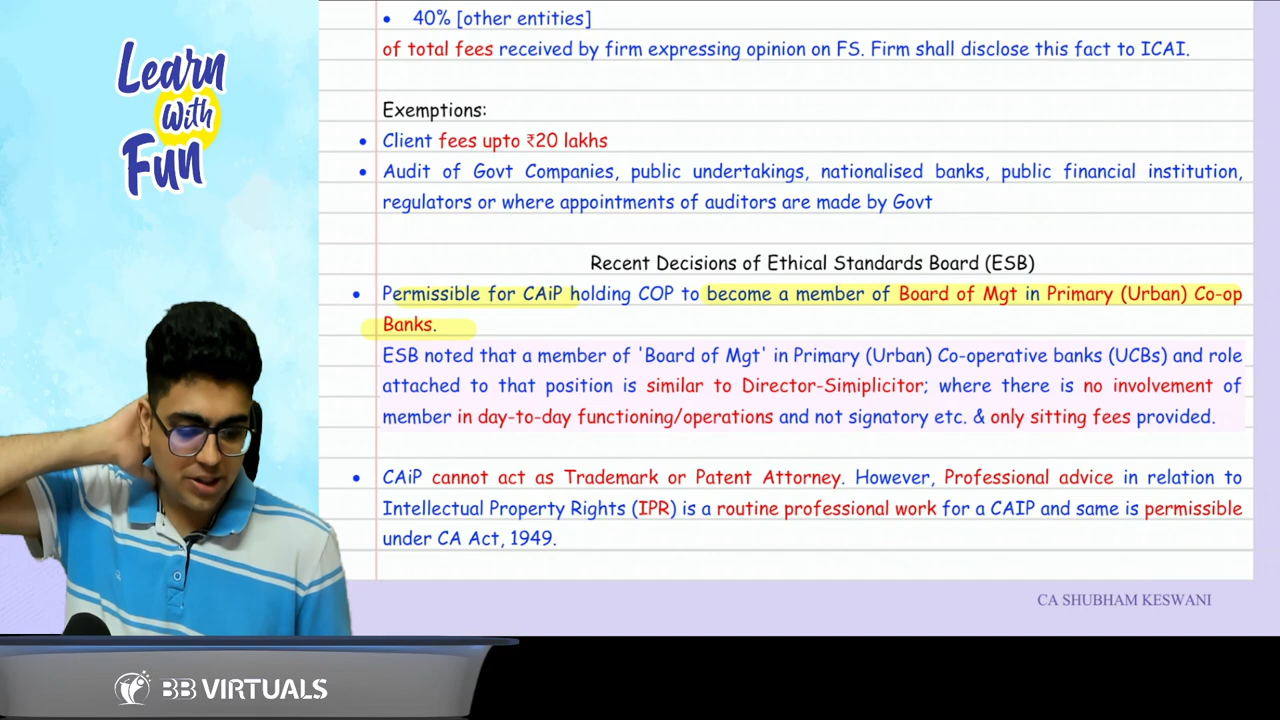 Learn
With
Fun
• 40% [other entities]
of total fees received by firm expressing opinion on FS. Firm shall disclose this fact to ICAI.
Exemptions:
• Client fees upto ₹20 lakhs
• Audit of Govt Companies, public undertakings, nationalised banks, public financial institution,
regulators or where appointments of auditors are made by Govt
Recent Decisions of Ethical Standards Board (ESB)
• Permissible for CAiP holding COP to become a member of Board of Mgt in Primary (Urban) Co-op
Banks.
ESB noted that a member of 'Board of Mgt' in Primary (Urban) Co-operative banks (UCBs) and role
attached to that position is similar to Director-Simiplicitor; where there is no involvement of
member in day-to-day functioning/operations and not signatory etc. & only sitting fees provided.
• CAiP cannot act as Trademark or Patent Attorney. However, Professional advice in relation to
Intellectual Property Rights (IPR) is a routine professional work for a CAIP and same is permissible
under CA Act, 1949.
CA SHUBHAM KESWANI
BB VIRTUALS